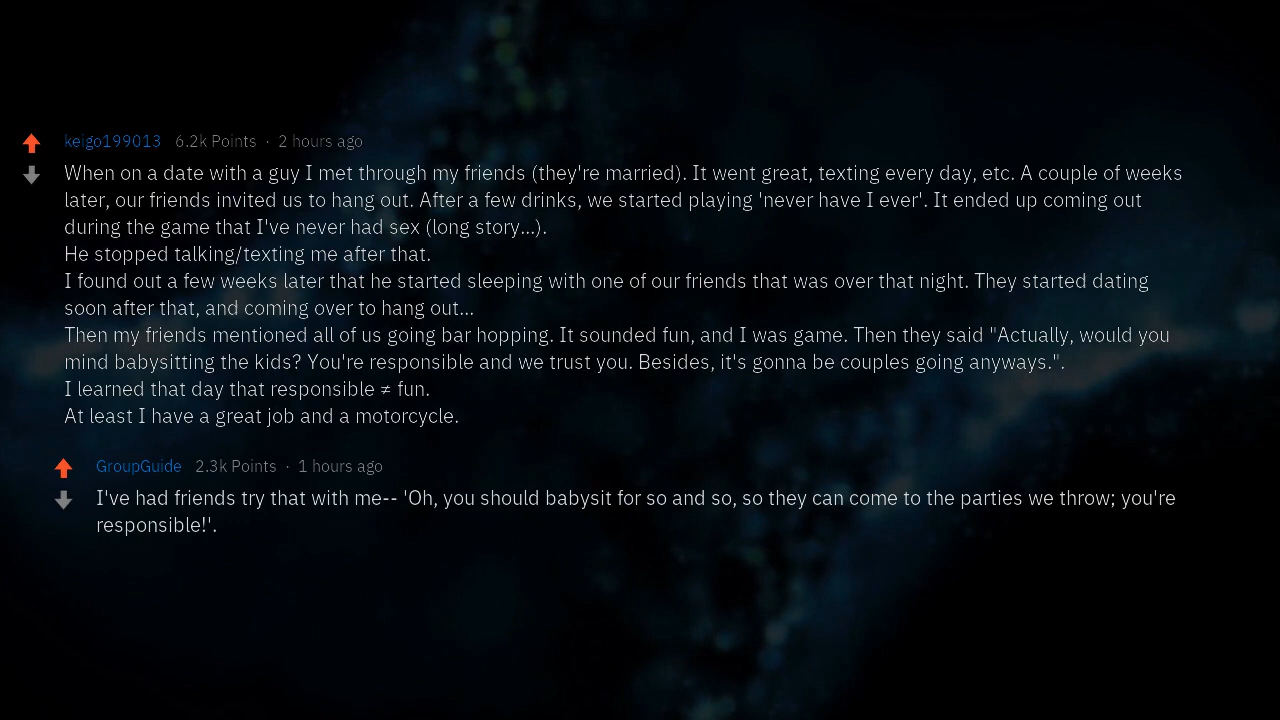 keigo199013 6.2k Points · 2 hours ago
When on a date with a guy I met through my friends (they're married). It went great, texting every day, etc. A couple of weeks
later, our friends invited us to hang out. After a few drinks, we started playing 'never have I ever'. It ended up coming out
during the game that I've never had sex (long story...).
He stopped talking/texting me after that.
I found out a few weeks later that he started sleeping with one of our friends that was over that night. They started dating
soon after that, and coming over to hang out...
Then my friends mentioned all of us going bar hopping. It sounded fun, and I was game. Then they said "Actually, would you
mind babysitting the kids? You're responsible and we trust you. Besides, it's gonna be couples going anyways.".
I learned that day that responsible ≠ fun.
At least I have a great job and a motorcycle.
GroupGuide 2.3k Points · 1 hours ago
I've had friends try that with me-- 'Oh, you should babysit for so and so, so they can come to the parties we throw; you're
responsible!'.